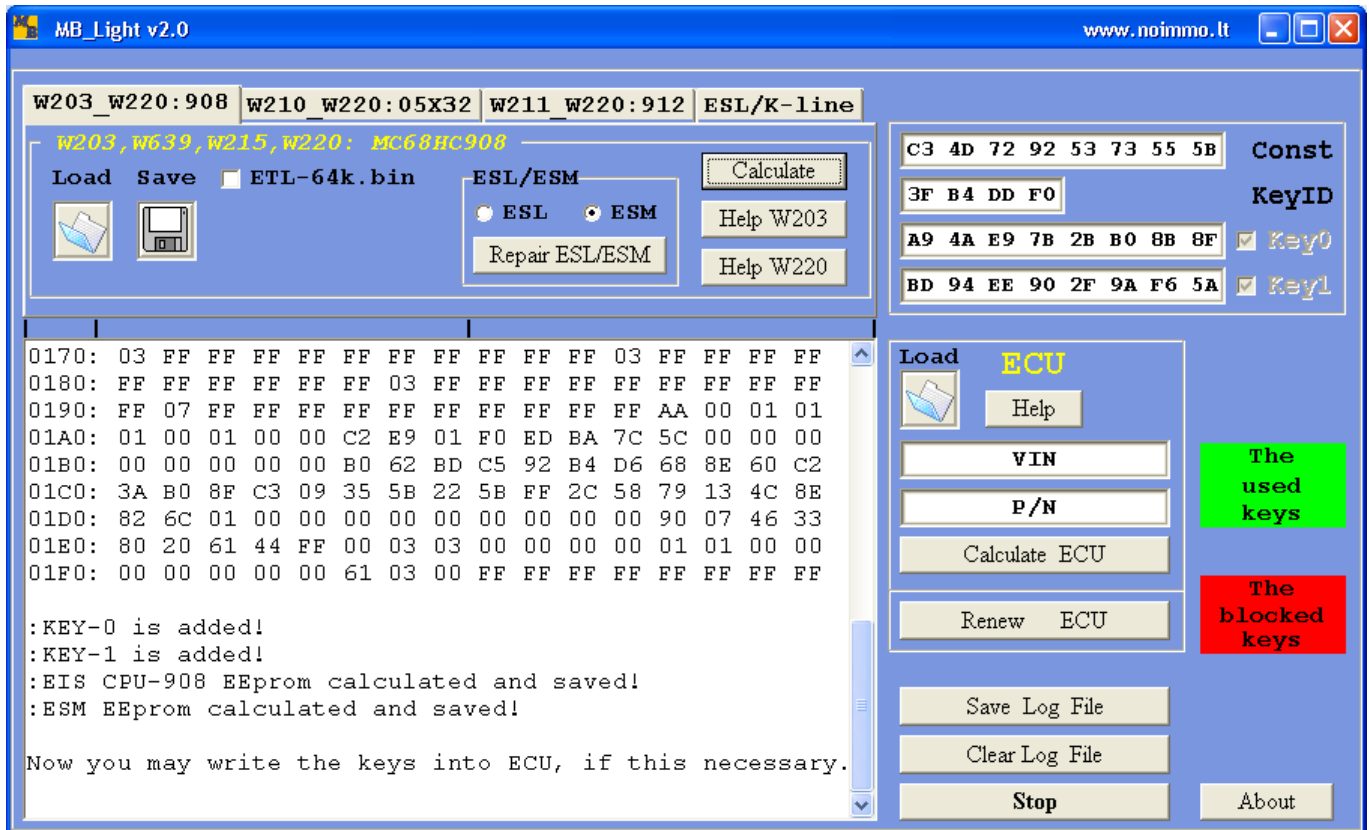 MB_Light v2.0 www.noimmo.lt
W203_W220:908 W210_W220:05X32 W211_W220:912 ESL/K-line
W203,W639,W215,W220: MC68HC908
Load Save ETL-64k.bin
ESL/ESM
ESL ESM
Repair ESL/ESM
Calculate
Help W203
Help W220
C3 4D 72 92 53 73 55 5B Const
3F B4 DD F0 KeyID
A9 4A E9 7B 2B B0 8B 8F Key0
BD 94 EE 90 2F 9A F6 5A Key1
0170: 03 FF FF FF FF FF FF FF FF FF FF 03 FF FF FF FF
0180: FF FF FF FF FF FF 03 FF FF FF FF FF FF FF FF FF
0190: FF 07 FF FF FF FF FF FF FF FF FF FF AA 00 01 01
01A0: 01 00 01 00 00 C2 E9 01 F0 ED BA 7C 5C 00 00 00
01B0: 00 00 00 00 00 B0 62 BD C5 92 B4 D6 68 8E 60 C2
01C0: 3A B0 8F C3 09 35 5B 22 5B FF 2C 58 79 13 4C 8E
01D0: 82 6C 01 00 00 00 00 00 00 00 00 00 90 07 46 33
01E0: 80 20 61 44 FF 00 03 03 00 00 00 00 01 01 00 00
01F0: 00 00 00 00 00 61 03 00 FF FF FF FF FF FF FF FF
:KEY-0 is added!
:KEY-1 is added!
:EIS CPU-908 EEprom calculated and saved!
:ESM EEprom calculated and saved!
Now you may write the keys into ECU, if this necessary.
Load ECU
Help
VIN
P/N
Calculate ECU
Renew ECU
The
used
keys
The
blocked
keys
Save Log File
Clear Log File
Stop
About